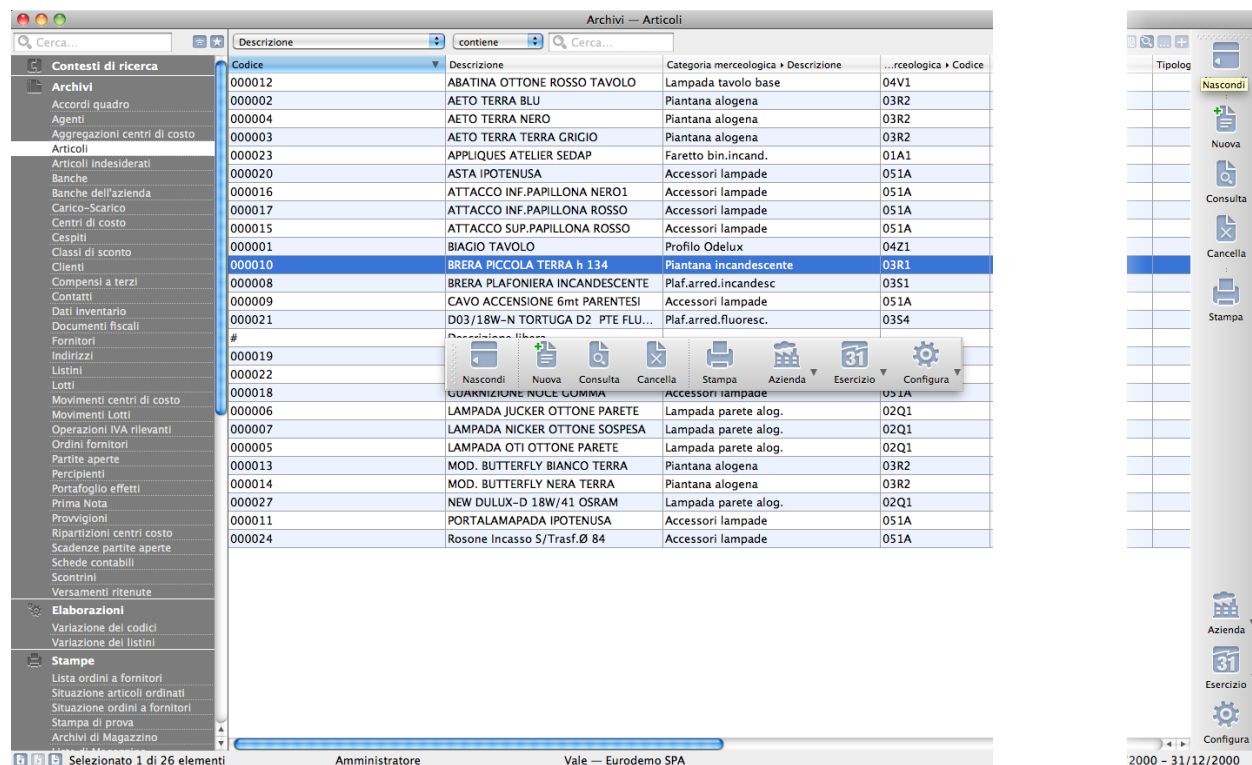 Archivi — Articoli
Cerca...
Descrizione
contiene
Cerca...
Contesti di ricerca
Archivi
Accordi quadro
Agenti
Aggregazioni centri di costo
Articoli
Articoli indesiderati
Banche
Banche dell'azienda
Carico-Scarico
Centri di costo
Cespiti
Classi di sconto
Clienti
Compensi a terzi
Contatti
Dati inventario
Documenti fiscali
Fornitori
Indirizzi
Listini
Lotti
Movimenti centri di costo
Movimenti Lotti
Operazioni IVA rilevanti
Ordini fornitori
Partite aperte
Percipienti
Portafoglio effetti
Prima Nota
Provvigioni
Ripartizioni centri costo
Scadenze partite aperte
Schede contabili
Scontrini
Versamenti ritenute
Elaborazioni
Variazione dei codici
Variazione dei listini
Stampe
Lista ordini a fornitori
Situazione articoli ordinati
Situazione ordini a fornitori
Stampa di prova
Archivi di Magazzino
Codice Descrizione Categoria merceologica ▸ Descrizione ...rceologica ▸ Codice Tipolog
000012 ABATINA OTTONE ROSSO TAVOLO Lampada tavolo base 04V1
000002 AETO TERRA BLU Piantana alogena 03R2
000004 AETO TERRA NERO Piantana alogena 03R2
000003 AETO TERRA TERRA GRIGIO Piantana alogena 03R2
000023 APPLIQUES ATELIER SEDAP Faretto bin.incand. 01A1
000020 ASTA IPOTENUSA Accessori lampade 051A
000016 ATTACCO INF.PAPILLONA NERO1 Accessori lampade 051A
000017 ATTACCO INF.PAPILLONA ROSSO Accessori lampade 051A
000015 ATTACCO SUP.PAPILLONA ROSSO Accessori lampade 051A
000001 BIAGIO TAVOLO Profilo Odelux 04Z1
000010 BRERA PICCOLA TERRA h 134 Piantana incandescente 03R1
000008 BRERA PLAFONIERA INCANDESCENTE Plaf.arred.incandesc 03S1
000009 CAVO ACCENSIONE 6mt PARENTESI Accessori lampade 051A
000021 D03/18W-N TORTUGA D2 PTE FLU... Plaf.arred.fluoresc. 03S4
# Descrizione libera
000019
000022
000018 GUARNIZIONE NOCE GOMMA Accessori lampade 051A
000006 LAMPADA JUCKER OTTONE PARETE Lampada parete alog. 02Q1
000007 LAMPADA NICKER OTTONE SOSPESA Lampada parete alog. 02Q1
000005 LAMPADA OTI OTTONE PARETE Lampada parete alog. 02Q1
000013 MOD. BUTTERFLY BIANCO TERRA Piantana alogena 03R2
000014 MOD. BUTTERFLY NERA TERRA Piantana alogena 03R2
000027 NEW DULUX-D 18W/41 OSRAM Lampada parete alog. 02Q1
000011 PORTALAMAPADA IPOTENUSA Accessori lampade 051A
000024 Rosone Incasso S/Trasf.Ø 84 Accessori lampade 051A
31
Nascondi Nuova Consulta Cancella Stampa Azienda Esercizio Configura
Nascondi
Nuova
Consulta
Cancella
Stampa
Azienda
31
Esercizio
Configura
Selezionato 1 di 26 elementi Amministratore Vale — Eurodemo SPA /2000 - 31/12/2000